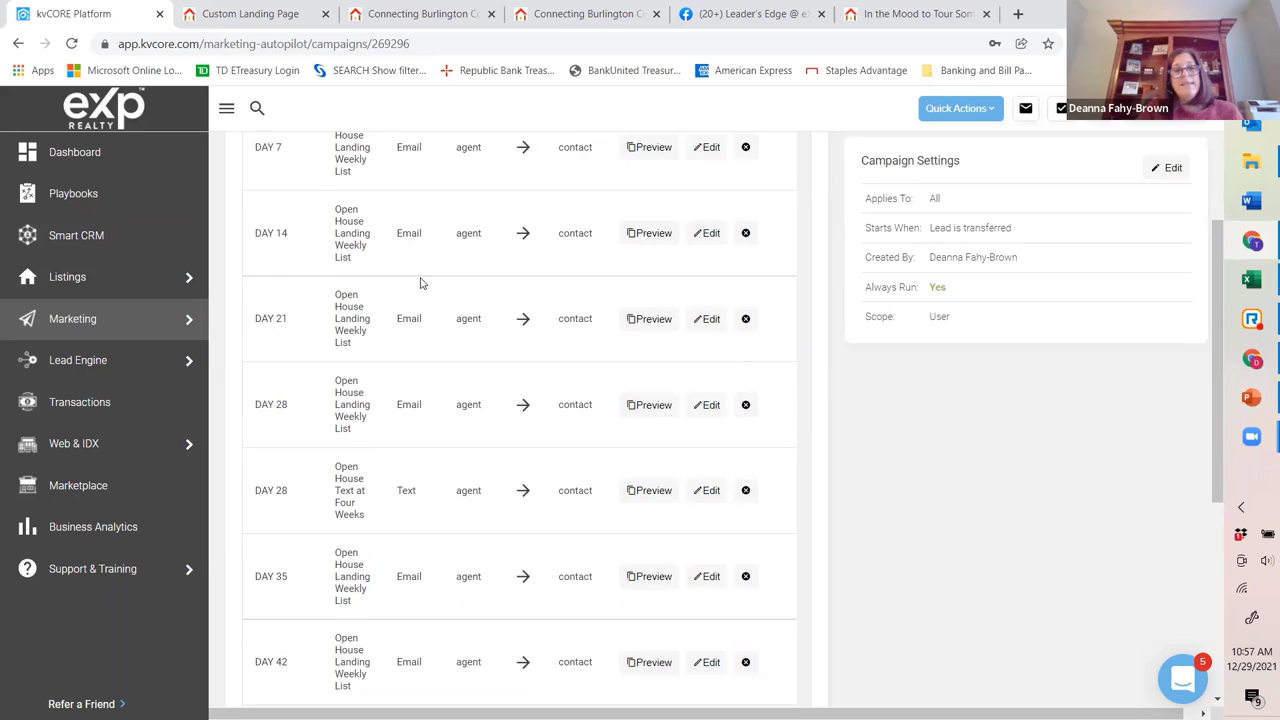 kvCORE Platform
Custom Landing Page
Connecting Burlington C
Connecting Burlington C
(20+) Leader's Edge @ e
In the Mood to Tour Som
app.kvcore.com/marketing-autopilot/campaigns/269296
Apps
Microsoft Online Lo...
TD ETreasury Login
SEARCH Show filter...
Republic Bank Treas...
BankUnited Treasur...
American Express
Staples Advantage
Banking and Bill Pa...
Deanna Fahy-Brown
eXp
REALTY
Quick Actions
Dashboard
Playbooks
Smart CRM
Listings
Marketing
Lead Engine
Transactions
Web & IDX
Marketplace
Business Analytics
Support & Training
Refer a Friend
DAY 7
House
Landing
Weekly
List
Email
agent
contact
Preview
Edit
DAY 14
Open
House
Landing
Weekly
List
Email
agent
contact
Preview
Edit
DAY 21
Open
House
Landing
Weekly
List
Email
agent
contact
Preview
Edit
DAY 28
Open
House
Landing
Weekly
List
Email
agent
contact
Preview
Edit
DAY 28
Open
House
Text at
Four
Weeks
Text
agent
contact
Preview
Edit
DAY 35
Open
House
Landing
Weekly
List
Email
agent
contact
Preview
Edit
DAY 42
Open
House
Landing
Weekly
List
Email
agent
contact
Preview
Edit
Campaign Settings
Edit
Applies To: All
Starts When: Lead is transferred
Created By: Deanna Fahy-Brown
Always Run: Yes
Scope: User
5
10:57 AM
12/29/2021
9